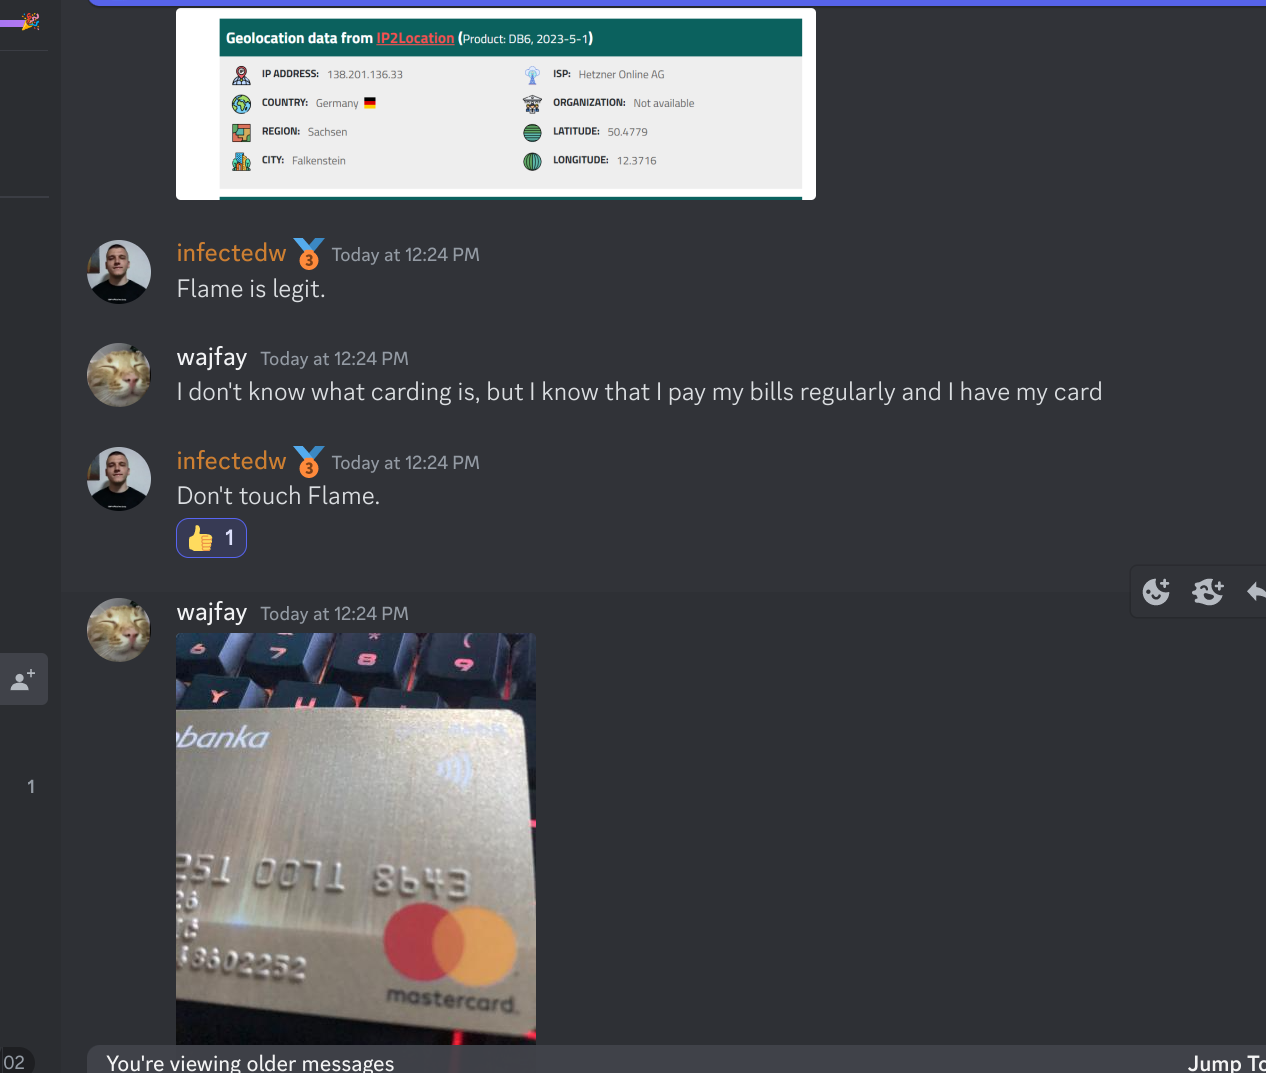 Geolocation data from IP2Location (Product: DB6, 2023-5-1)
IP ADDRESS: 138.201.136.33
ISP: Hetzner Online AG
COUNTRY: Germany
ORGANIZATION: Not available
REGION: Sachsen
LATITUDE: 50.4779
CITY: Falkenstein
LONGITUDE: 12.3716
infectedw 3 Today at 12:24 PM
Flame is legit.
wajfay Today at 12:24 PM
I don't know what carding is, but I know that I pay my bills regularly and I have my card
infectedw 3 Today at 12:24 PM
Don't touch Flame.
👍 1
wajfay Today at 12:24 PM
6 7 * 8 ( 9
Y U
banka
[card numbers omitted for privacy]
mastercard
1
02
You're viewing older messages
Jump To